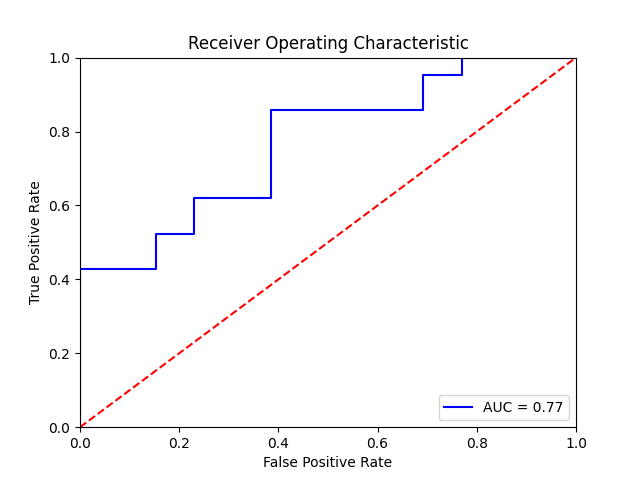 Receiver Operating Characteristic
True Positive Rate
1.0
0.8
0.6
0.4
0.2
0.0
AUC = 0.77
0.0 0.2 0.4 0.6 0.8 1.0
False Positive Rate